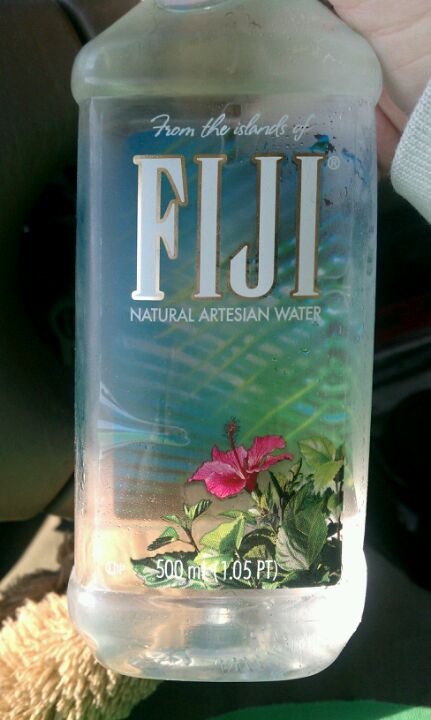 From the islands of
FIJI®
NATURAL ARTESIAN WATER
500 mL (1.05 PT)